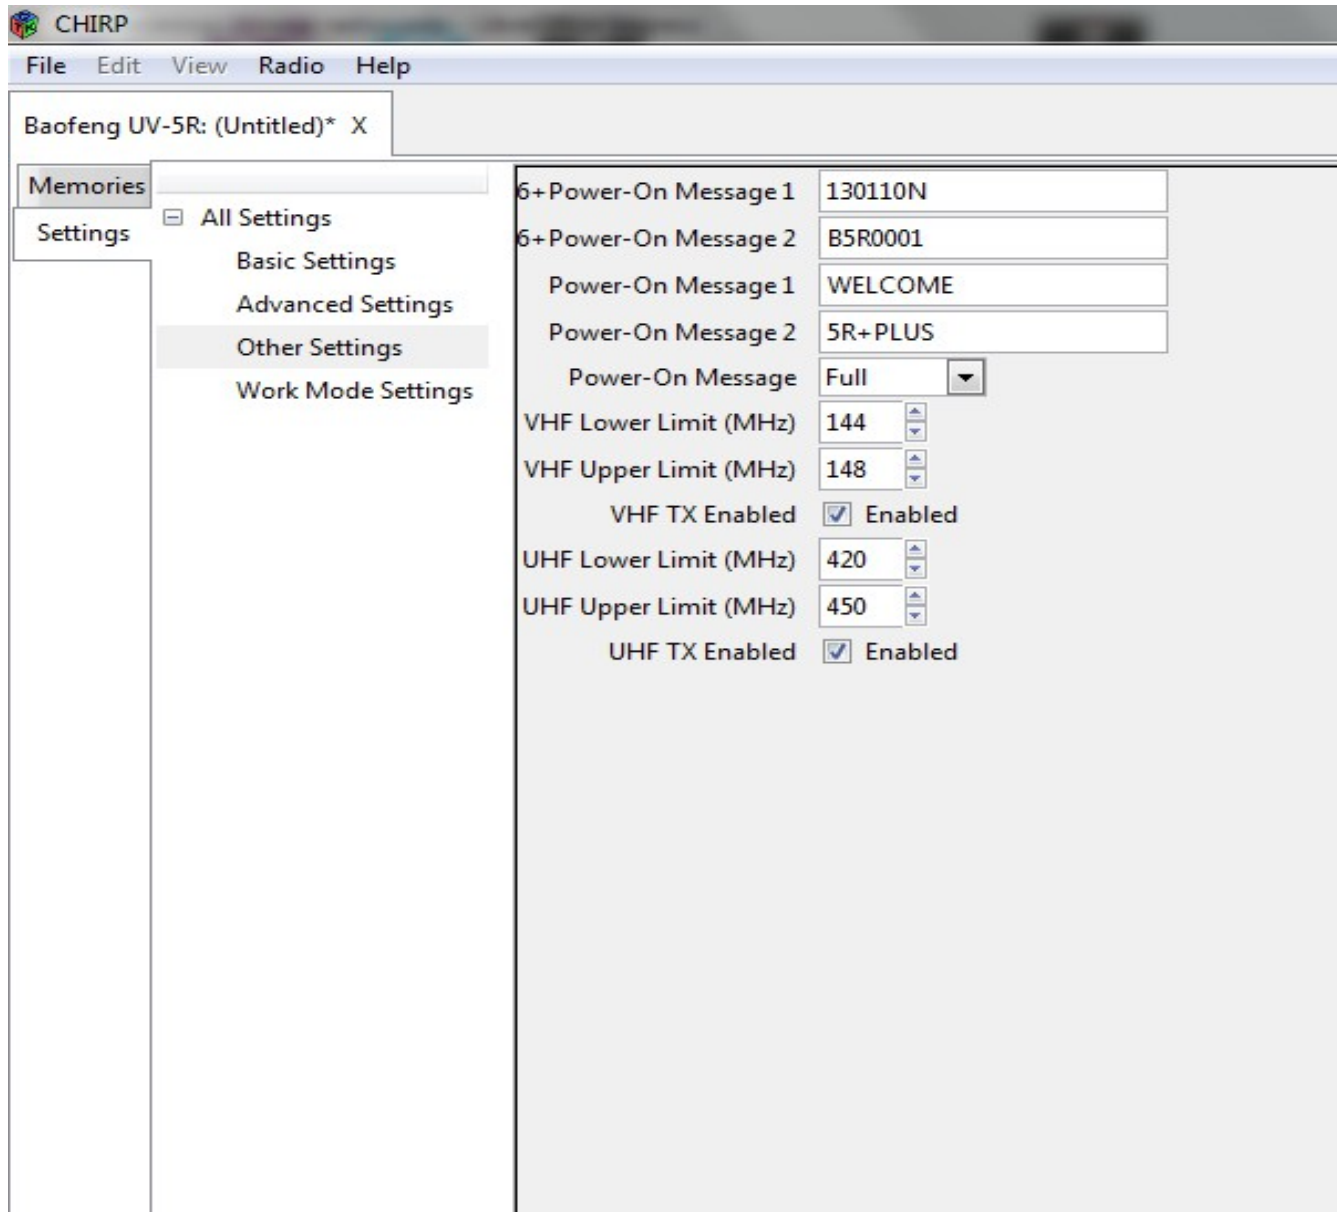 CHIRP
File Edit View Radio Help
Baofeng UV-5R: (Untitled)* X
Memories
Settings
All Settings
Basic Settings
Advanced Settings
Other Settings
Work Mode Settings
6+Power-On Message 1 130110N
6+Power-On Message 2 B5R0001
Power-On Message 1 WELCOME
Power-On Message 2 5R+PLUS
Power-On Message Full
VHF Lower Limit (MHz) 144
VHF Upper Limit (MHz) 148
VHF TX Enabled Enabled
UHF Lower Limit (MHz) 420
UHF Upper Limit (MHz) 450
UHF TX Enabled Enabled